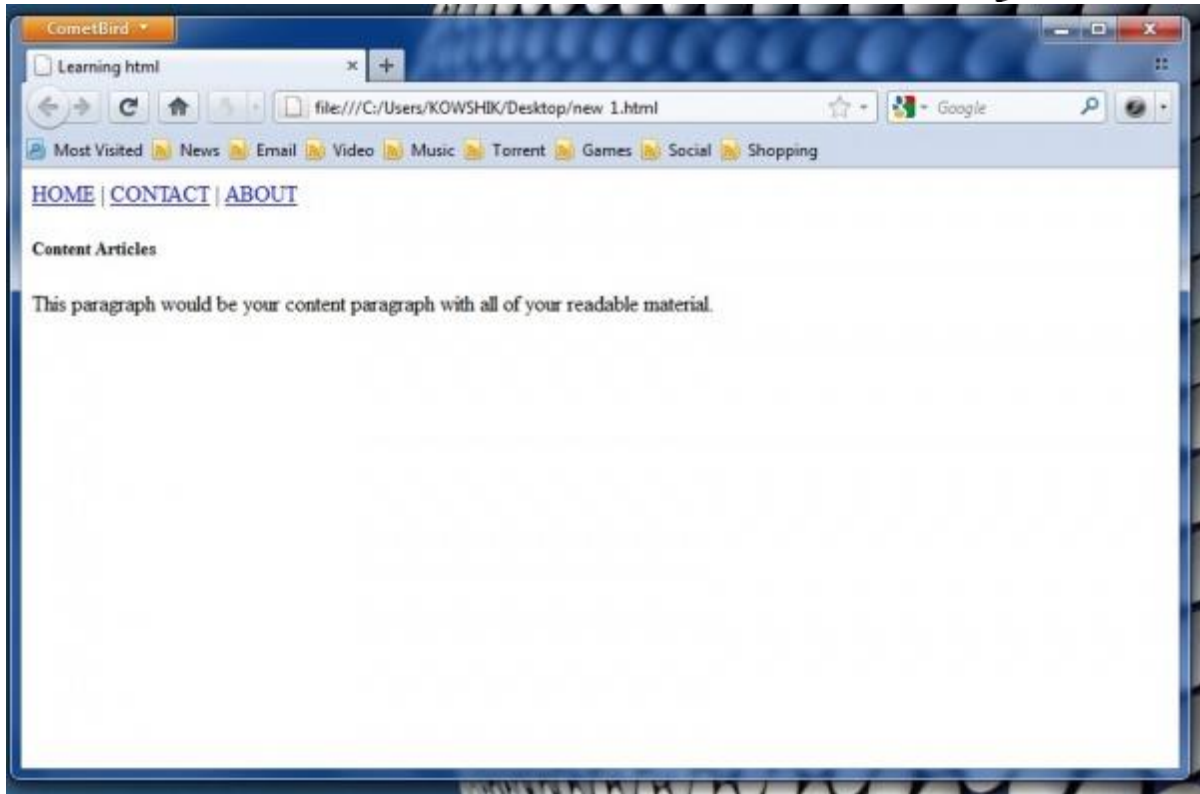 CometBird
Learning html
file:///C:/Users/KOWSHIK/Desktop/new 1.html
Google
Most Visited News Email Video Music Torrent Games Social Shopping
HOME | CONTACT | ABOUT
Content Articles
This paragraph would be your content paragraph with all of your readable material.